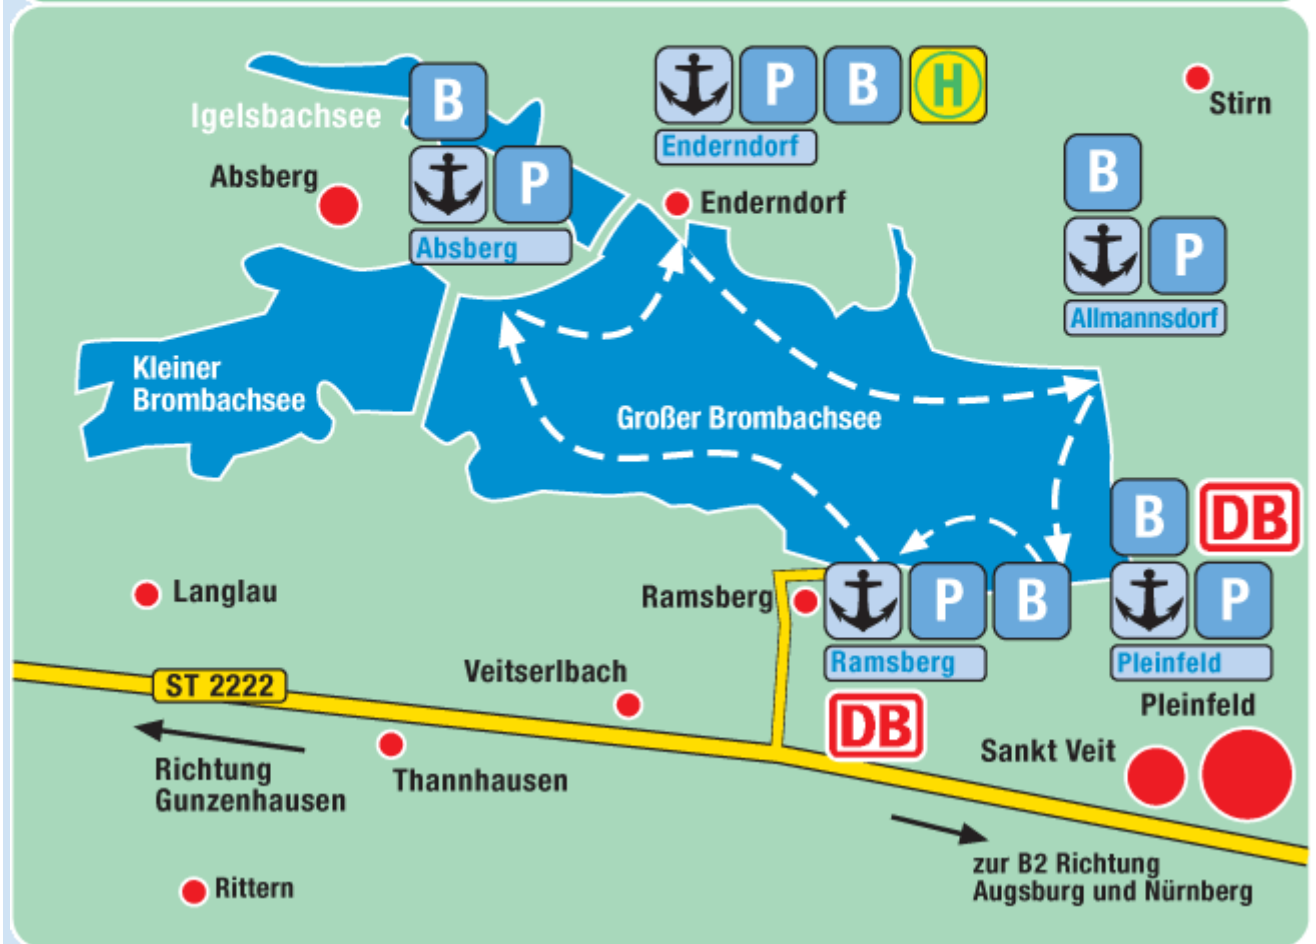 B
P B H
Igelsbachsee
Stirn
Enderndorf
B
Absberg
P
Enderndorf
Absberg
P
Allmannsdorf
Kleiner
Brombachsee
Großer Brombachsee
B DB
Langlau
Ramsberg
P B
P
Ramsberg
Pleinfeld
Veitserlbach
ST 2222
DB
Pleinfeld
Sankt Veit
Richtung
Gunzenhausen
Thannhausen
zur B2 Richtung
Augsburg und Nürnberg
Rittern